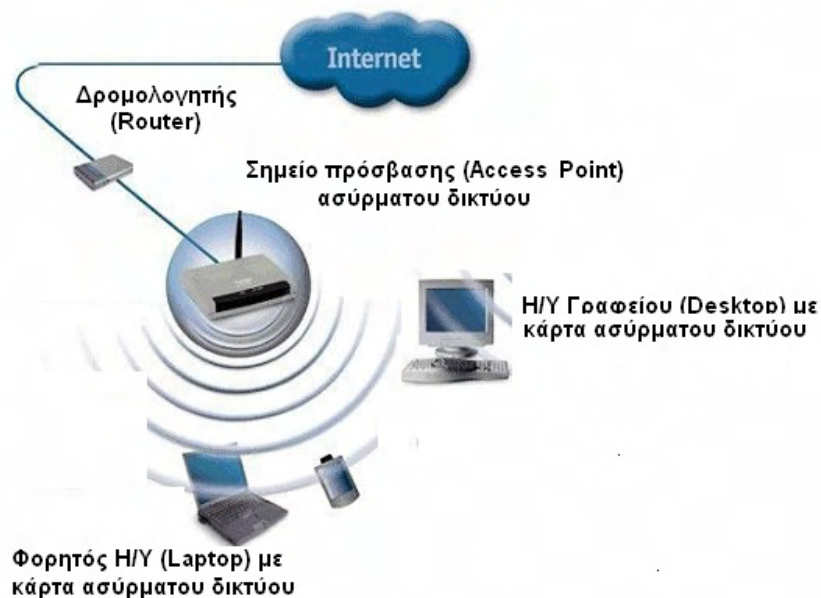 Internet
Δρομολογητής
(Router)
Σημείο πρόσβασης (Access Point)
ασύρματου δικτύου
Η/Υ Γραφείου (Desktop) με
κάρτα ασύρματου δικτύου
Φορητός Η/Υ (Laptop) με
κάρτα ασύρματου δικτύου